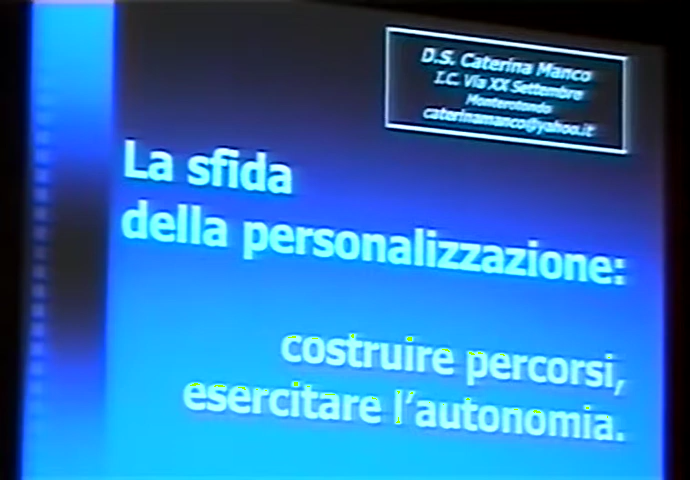 D.S. Caterina Manco
I.C. Via XX Settembre
Monterotondo
caterinamanco@yahoo.it
La sfida
della personalizzazione:
costruire percorsi,
esercitare l'autonomia.